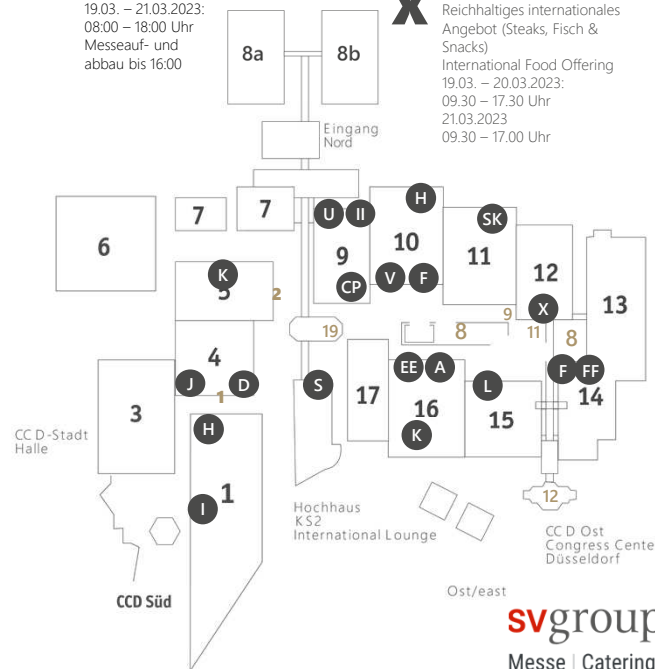 19.03. – 21.03.2023:
08:00 – 18:00 Uhr
Messeauf- und
abbau bis 16:00
X
Reichhaltiges internationales
Angebot (Steaks, Fisch &
Snacks)
International Food Offering
19.03. – 20.03.2023:
09.30 – 17.30 Uhr
21.03.2023
09.30 – 17.00 Uhr
8a
8b
Eingang
Nord
6
7
7
U
II
9
CP
H
10
V
F
SK
11
12
X
13
K
5
2
19
8
9
11
8
4
J
D
1
3
CCD-Stadt
Halle
H
1
I
S
17
EE
A
16
K
L
15
F
FF
14
12
Hochhaus
KS2
International Lounge
CCD Ost
Congress Cente
Düsseldorf
CCD Süd
Ost/east
svgroup
Messe | Catering